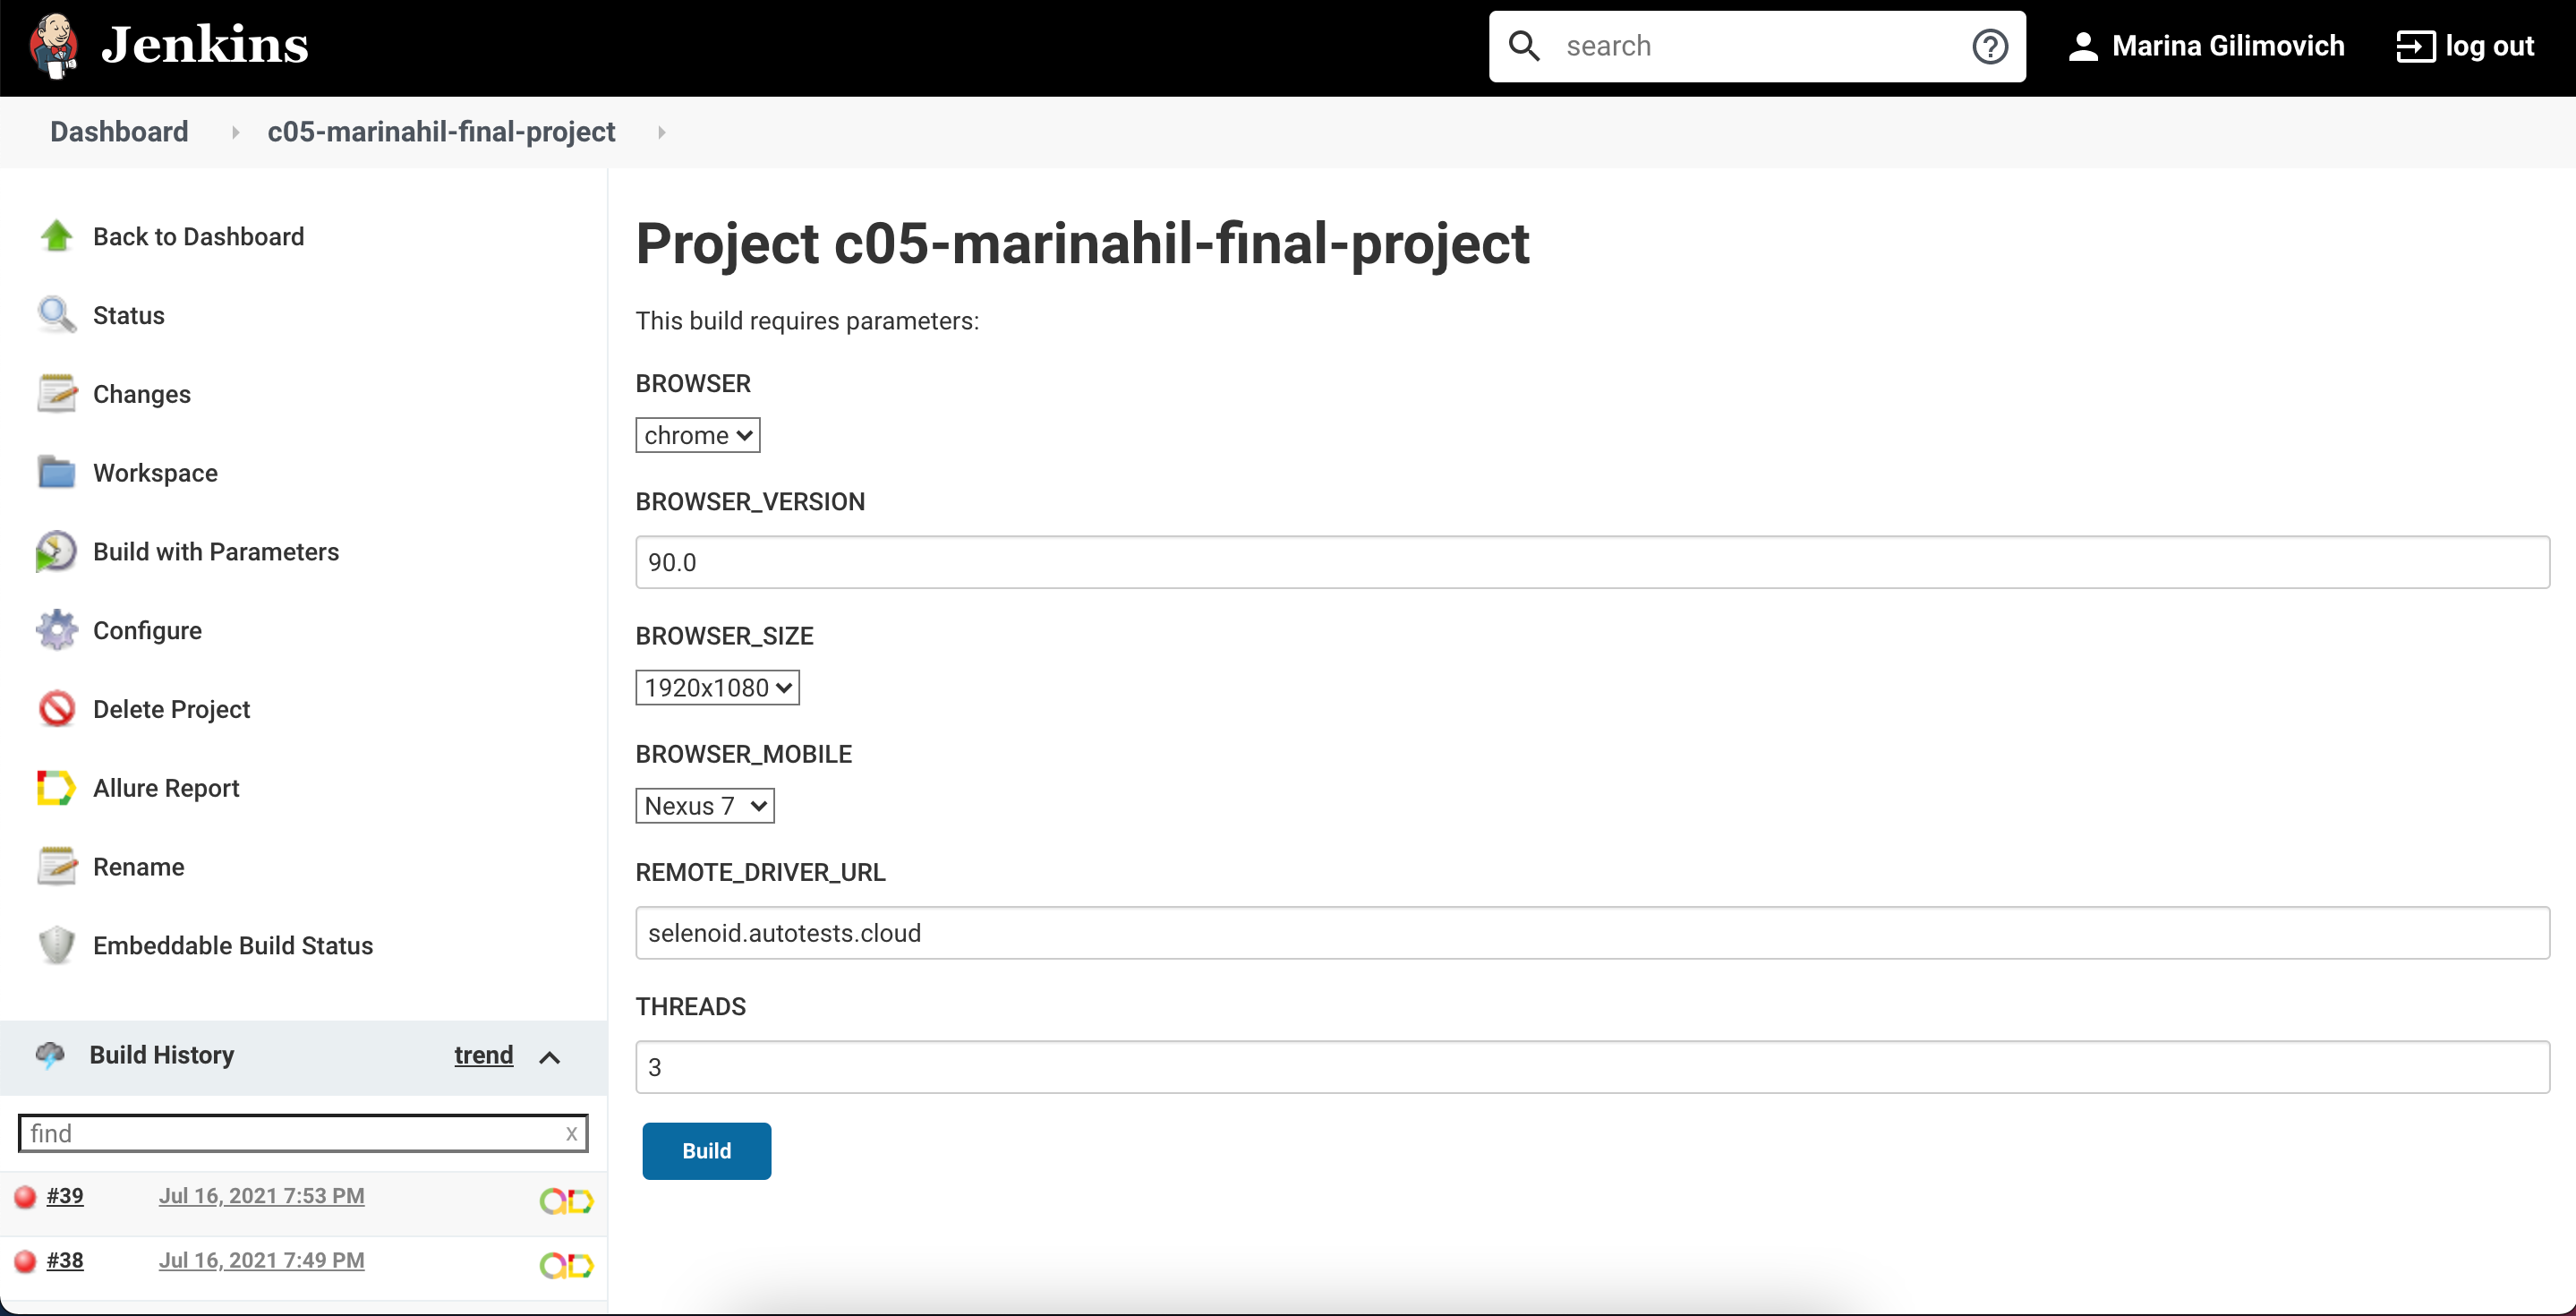 Jenkins
search
Marina Gilimovich
log out
Dashboard
c05-marinahil-final-project
Back to Dashboard
Status
Changes
Workspace
Build with Parameters
Configure
Delete Project
Allure Report
Rename
Embeddable Build Status
Build History
trend
find
x
#39
Jul 16, 2021 7:53 PM
#38
Jul 16, 2021 7:49 PM
Project c05-marinahil-final-project
This build requires parameters:
BROWSER
chrome
BROWSER_VERSION
90.0
BROWSER_SIZE
1920x1080
BROWSER_MOBILE
Nexus 7
REMOTE_DRIVER_URL
selenoid.autotests.cloud
THREADS
3
Build